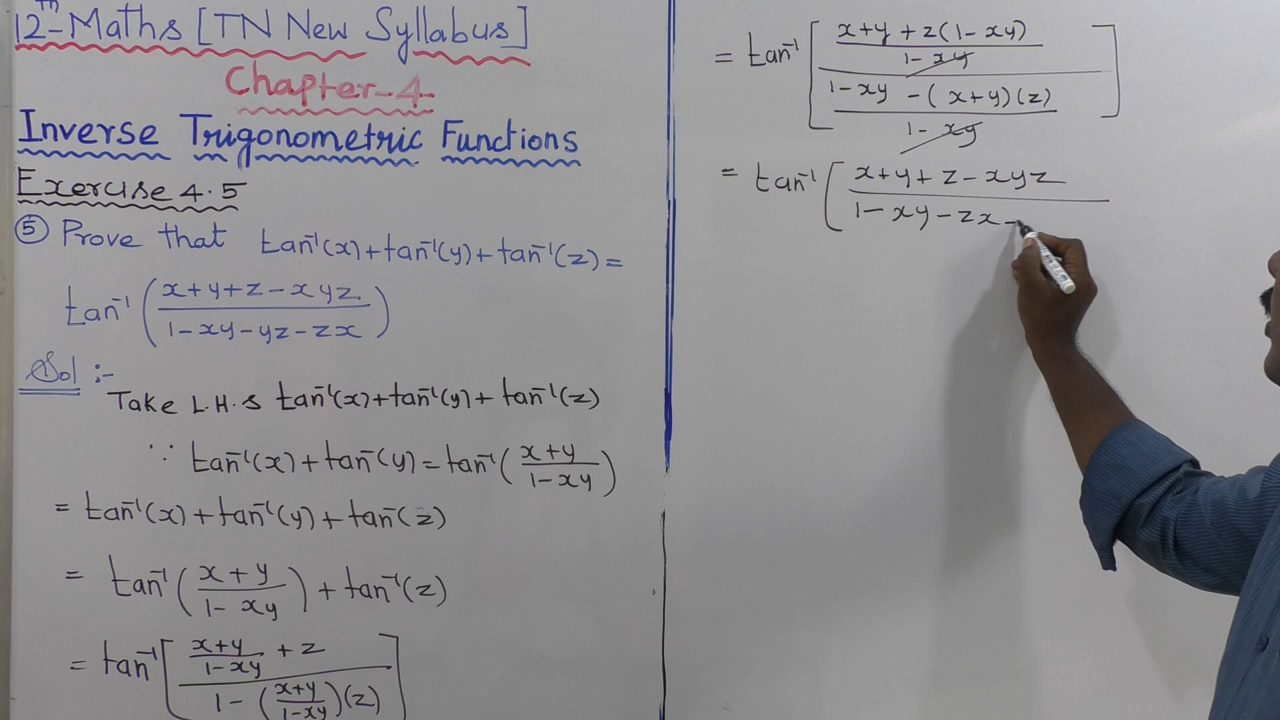 12th Maths [TN New Syllabus]
Chapter-4
Inverse Trigonometric Functions
Exercise 4.5
⑤ Prove that tan⁻¹(x)+tan⁻¹(y)+tan⁻¹(z)=
tan⁻¹((x+y+z-xyz)/(1-xy-yz-zx))
Sol :-
Take L.H.S tan⁻¹(x)+tan⁻¹(y)+tan⁻¹(z)
∵ tan⁻¹(x)+tan⁻(y)=tan⁻¹((x+y)/(1-xy))
= tan⁻¹(x)+tan⁻¹(y)+tan⁻(z)
= tan⁻¹((x+y)/(1-xy)) + tan⁻¹(z)
= tan⁻¹[((x+y)/(1-xy) + z)/(1-((x+y)/(1-xy))(z))]
= tan⁻¹[((x+y+z(1-xy))/(1-xy))/((1-xy-(x+y)(z))/(1-xy))]
= tan⁻¹[(x+y+z-xyz)/(1-xy-zx-